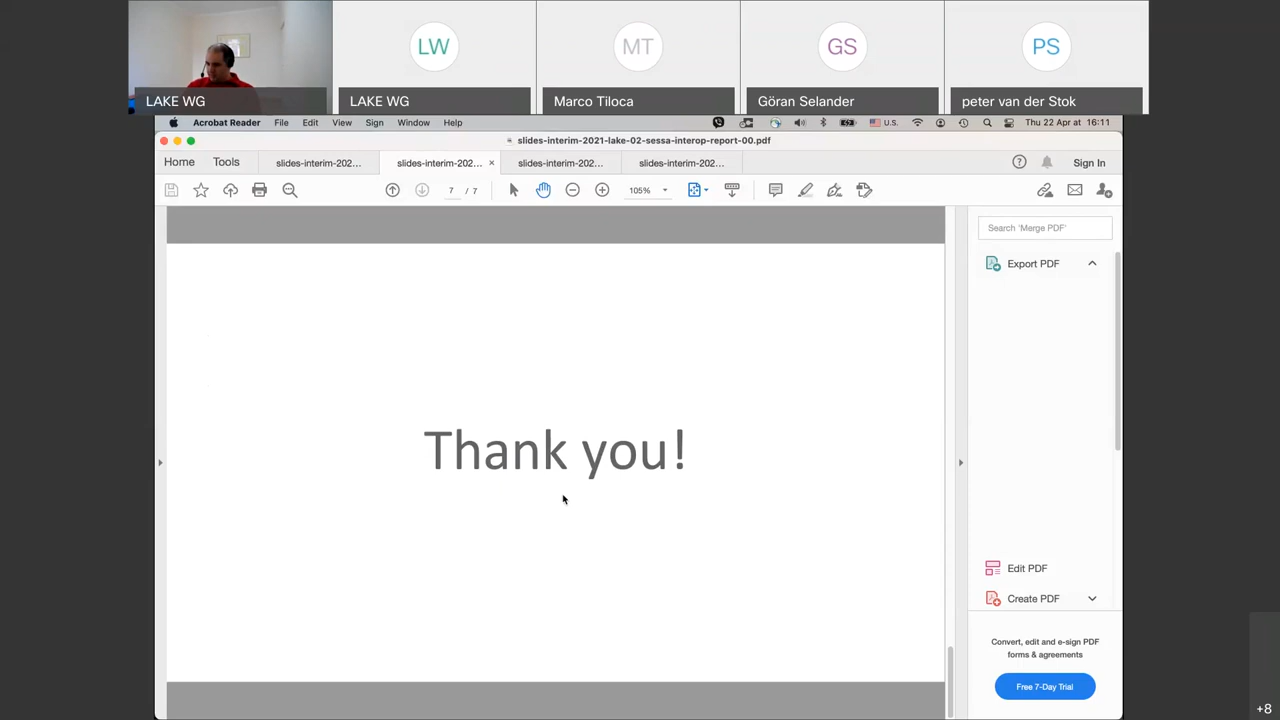 LW
MT
GS
PS
LAKE WG
LAKE WG
Marco Tiloca
Göran Selander
peter van der Stok
Acrobat Reader File Edit View Sign Window Help
U.S. Thu 22 Apr at 16:11
slides-interim-2021-lake-02-sessa-interop-report-00.pdf
Home Tools slides-interim-202... slides-interim-202... × slides-interim-202... slides-interim-202... Sign In
7 / 7 105%
Search 'Merge PDF'
Export PDF
Thank you!
Edit PDF
Create PDF
Convert, edit and e-sign PDF
forms & agreements
Free 7-Day Trial
+8